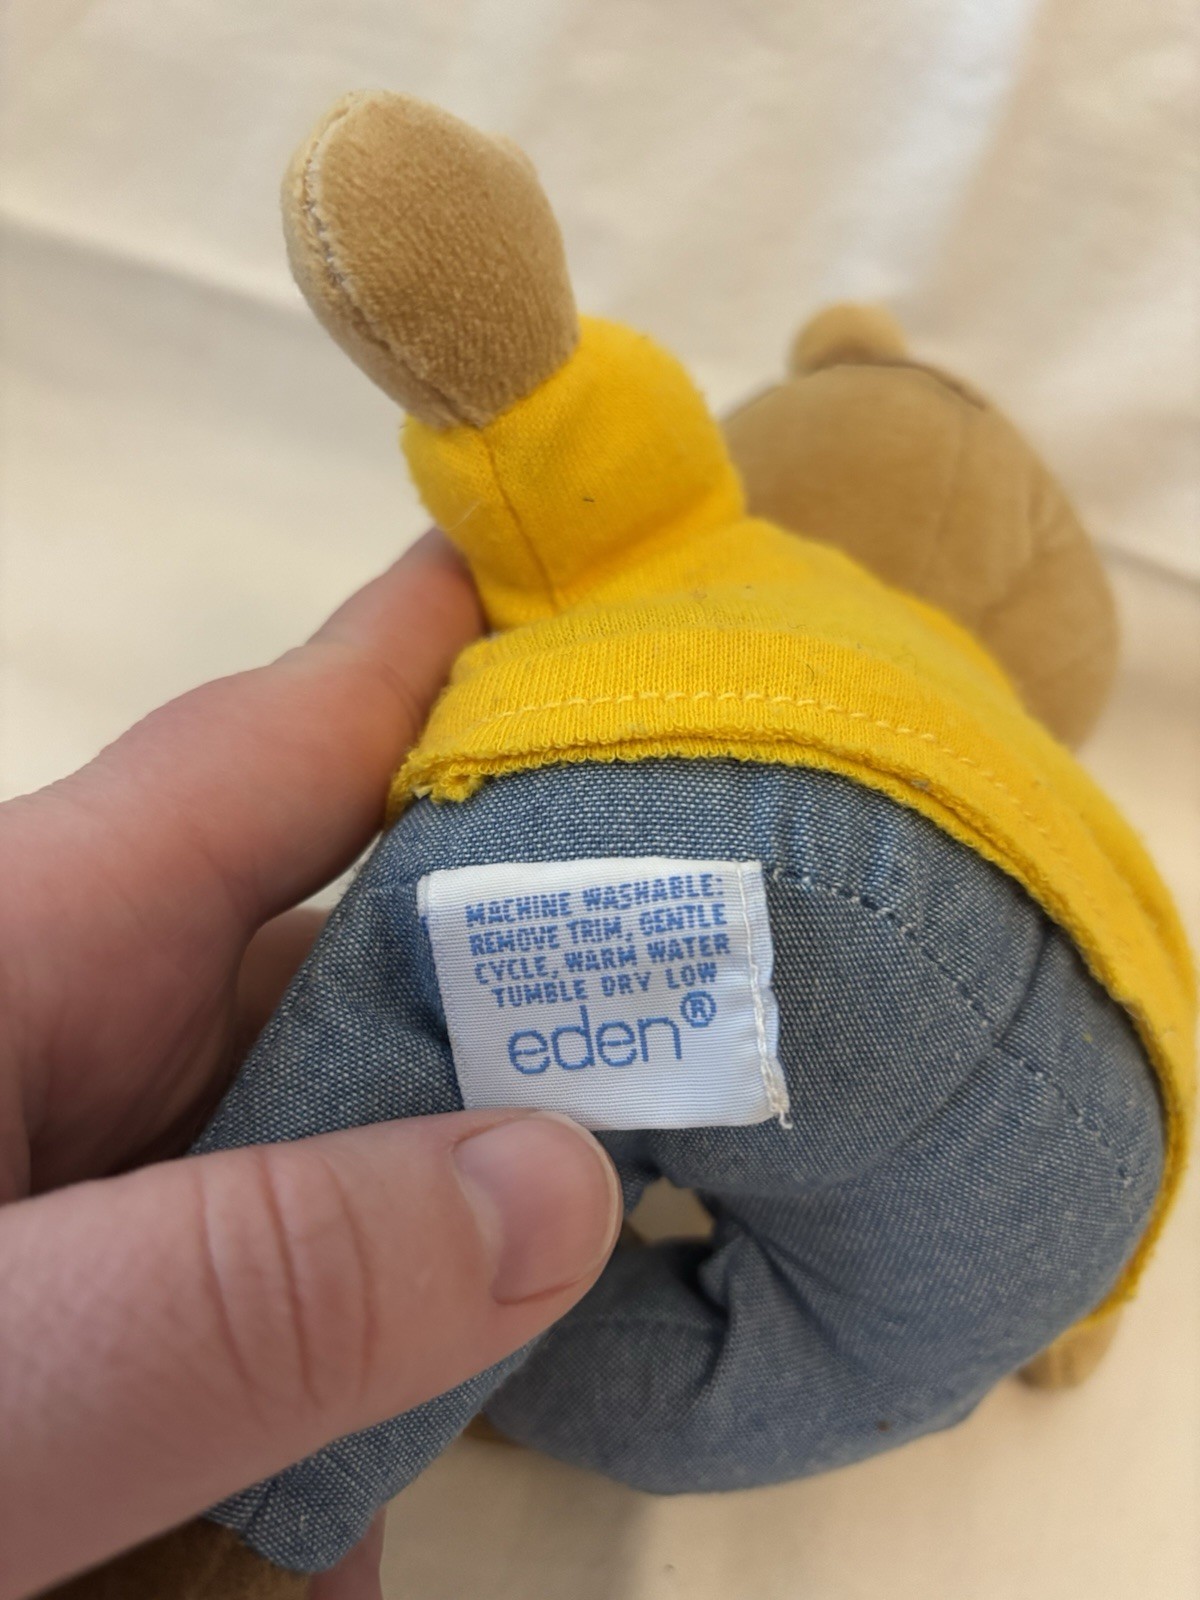 MACHINE WASHABLE:
REMOVE TRIM, GENTLE
CYCLE, WARM WATER
TUMBLE DRY LOW
eden®